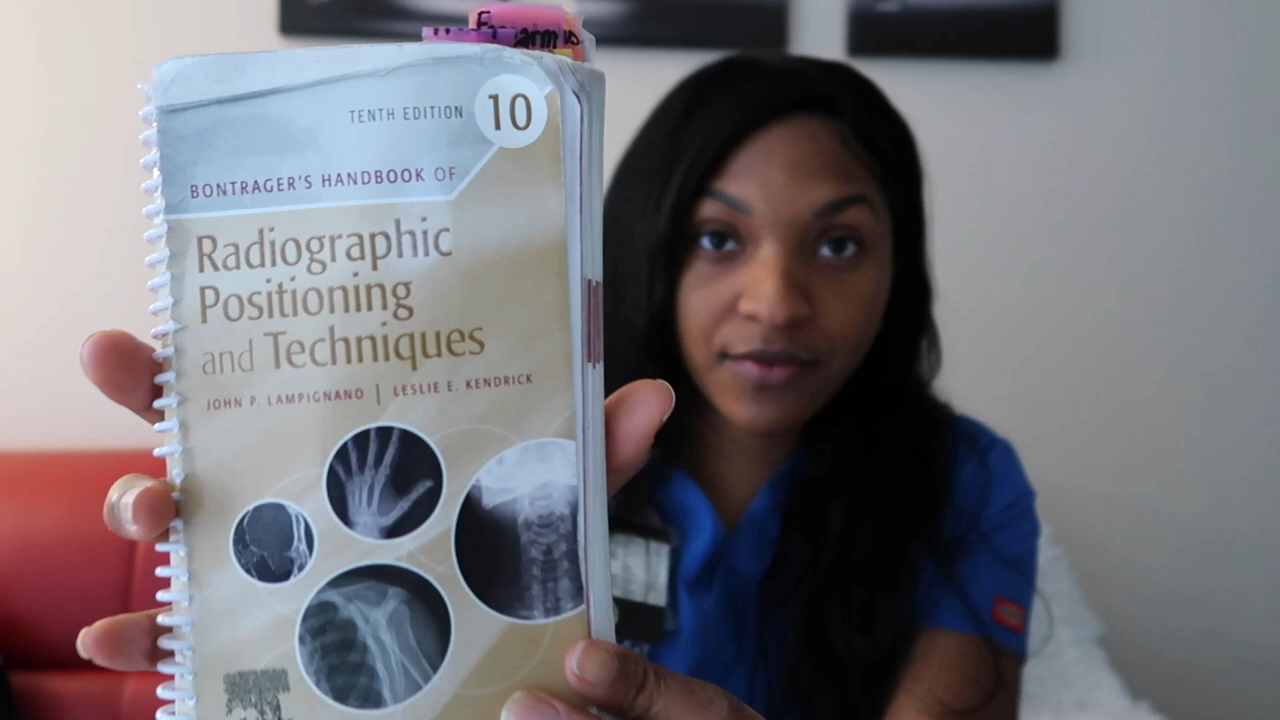 TENTH EDITION 10
BONTRAGER'S HANDBOOK OF
Radiographic
Positioning
and Techniques
JOHN P. LAMPIGNANO | LESLIE E. KENDRICK